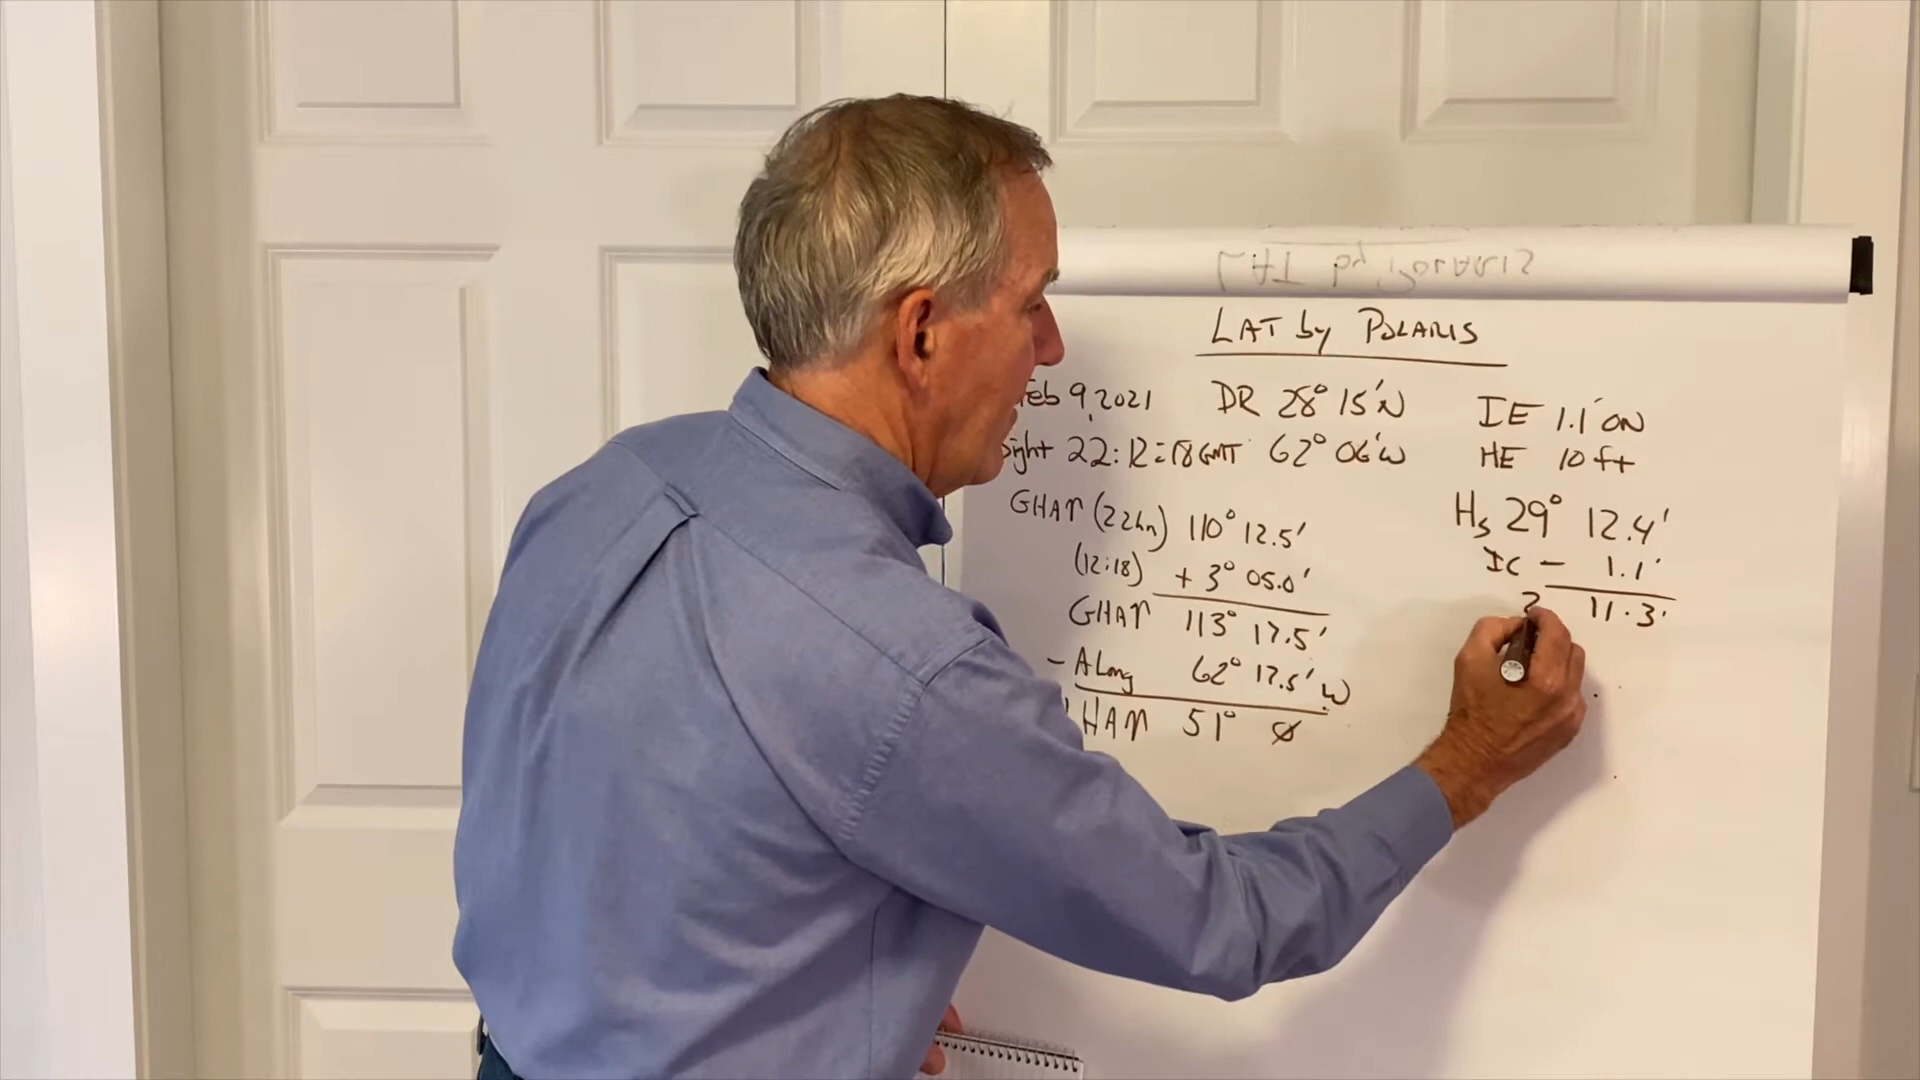 LAT by POLARIS
Feb 9, 2021 DR 28° 15'N IE 1.1' ON
Sight 22:12:18 GMT 62° 06'W HE 10 ft
GHA♈ (22hr) 110° 12.5'
(12:18) + 3° 05.0'
GHA♈ 113° 17.5'
- A Long 62° 17.5' W
LHA♈ 51° Ø
Hs 29° 12.4'
IC - 1.1'
2 11.3'